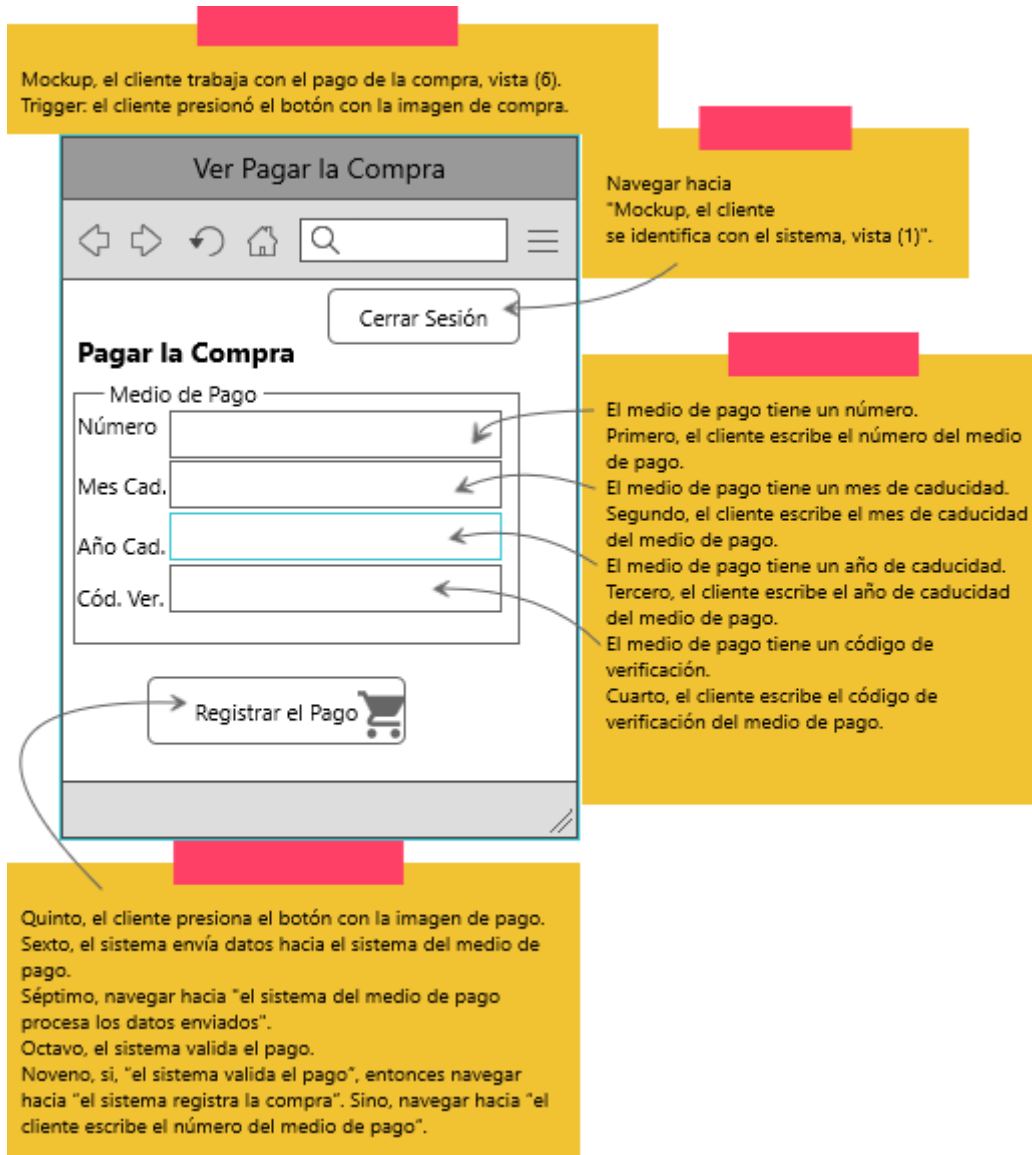 Mockup, el cliente trabaja con el pago de la compra, vista (6).
Trigger: el cliente presionó el botón con la imagen de compra.
Ver Pagar la Compra
Navegar hacia
"Mockup, el cliente
se identifica con el sistema, vista (1)".
Cerrar Sesión
Pagar la Compra
Medio de Pago
Número
Mes Cad.
Año Cad.
Cód. Ver.
El medio de pago tiene un número.
Primero, el cliente escribe el número del medio
de pago.
El medio de pago tiene un mes de caducidad.
Segundo, el cliente escribe el mes de caducidad
del medio de pago.
El medio de pago tiene un año de caducidad.
Tercero, el cliente escribe el año de caducidad
del medio de pago.
El medio de pago tiene un código de
verificación.
Cuarto, el cliente escribe el código de
verificación del medio de pago.
Registrar el Pago
Quinto, el cliente presiona el botón con la imagen de pago.
Sexto, el sistema envía datos hacia el sistema del medio de
pago.
Séptimo, navegar hacia "el sistema del medio de pago
procesa los datos enviados".
Octavo, el sistema valida el pago.
Noveno, si, “el sistema valida el pago”, entonces navegar
hacia “el sistema registra la compra”. Sino, navegar hacia “el
cliente escribe el número del medio de pago”.